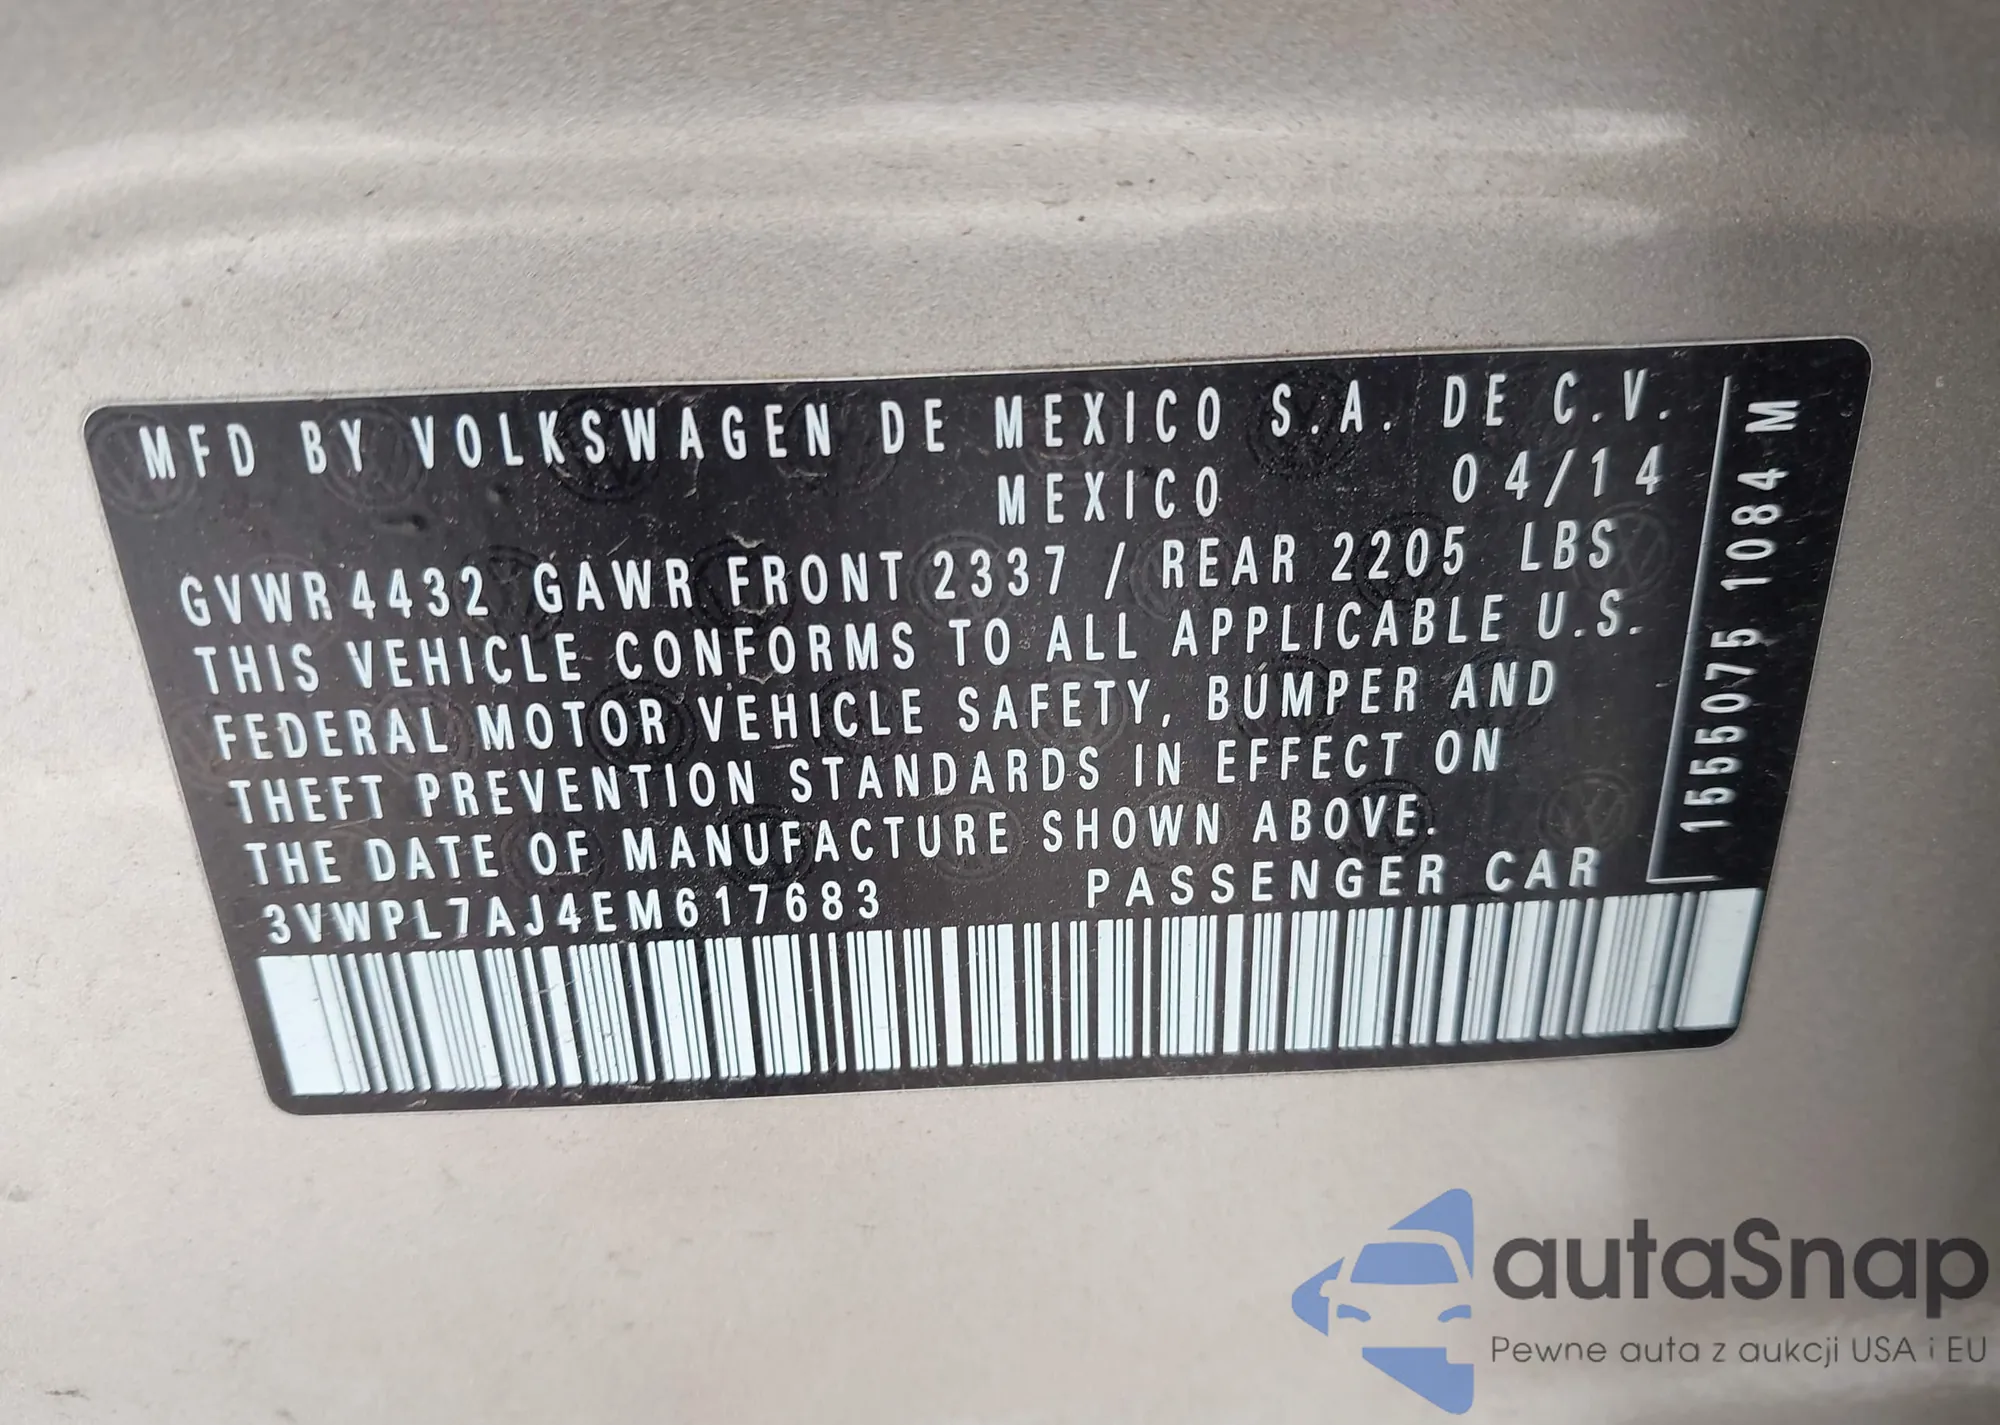 MFD BY VOLKSWAGEN DE MEXICO S.A. DE C.V.
MEXICO 04/14
GVWR 4432 GAWR FRONT 2337 / REAR 2205 LBS
THIS VEHICLE CONFORMS TO ALL APPLICABLE U.S.
FEDERAL MOTOR VEHICLE SAFETY, BUMPER AND
THEFT PREVENTION STANDARDS IN EFFECT ON
THE DATE OF MANUFACTURE SHOWN ABOVE.
3VWPL7AJ4EM617683 PASSENGER CAR
1555075 1084 M
autaSnap
Pewne auta z aukcji USA i EU